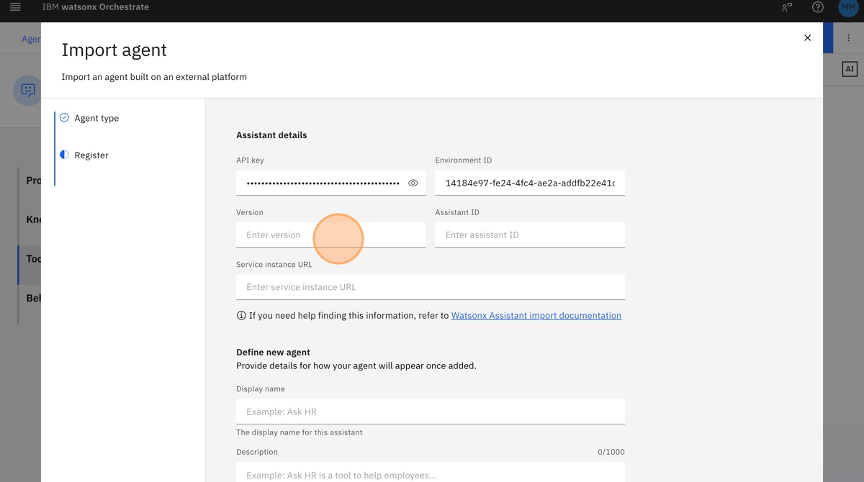 IBM watsonx Orchestrate
MM
Agen
AI
Import agent
Import an agent built on an external platform
Agent type
Register
Pro
Kno
Too
Beh
Assistant details
API key
Environment ID
14184e97-fe24-4fc4-ae2a-addfb22e41c
Version
Assistant ID
Enter version
Enter assistant ID
Service instance URL
Enter service instance URL
If you need help finding this information, refer to Watsonx Assistant import documentation
Define new agent
Provide details for how your agent will appear once added.
Display name
Example: Ask HR
The display name for this assistant
Description
0/1000
Example: Ask HR is a tool to help employees...